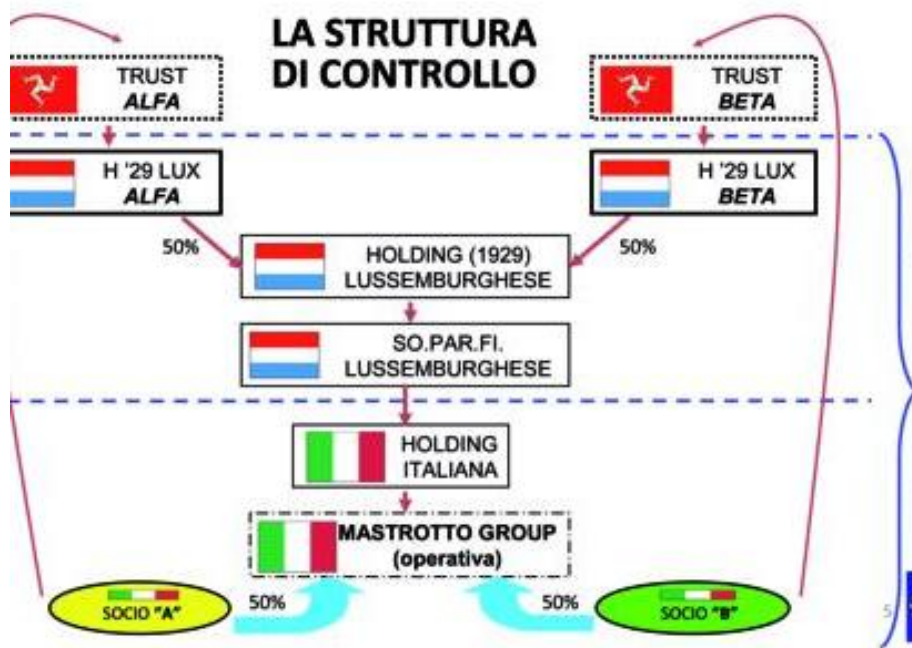 LA STRUTTURA
DI CONTROLLO
TRUST
ALFA
TRUST
BETA
H '29 LUX
ALFA
H '29 LUX
BETA
50%
50%
HOLDING (1929)
LUSSEMBURGHESE
SO.PAR.FI.
LUSSEMBURGHESE
HOLDING
ITALIANA
MASTROTTO GROUP
(operativa)
SOCIO "A"
50%
50%
SOCIO "B"
5